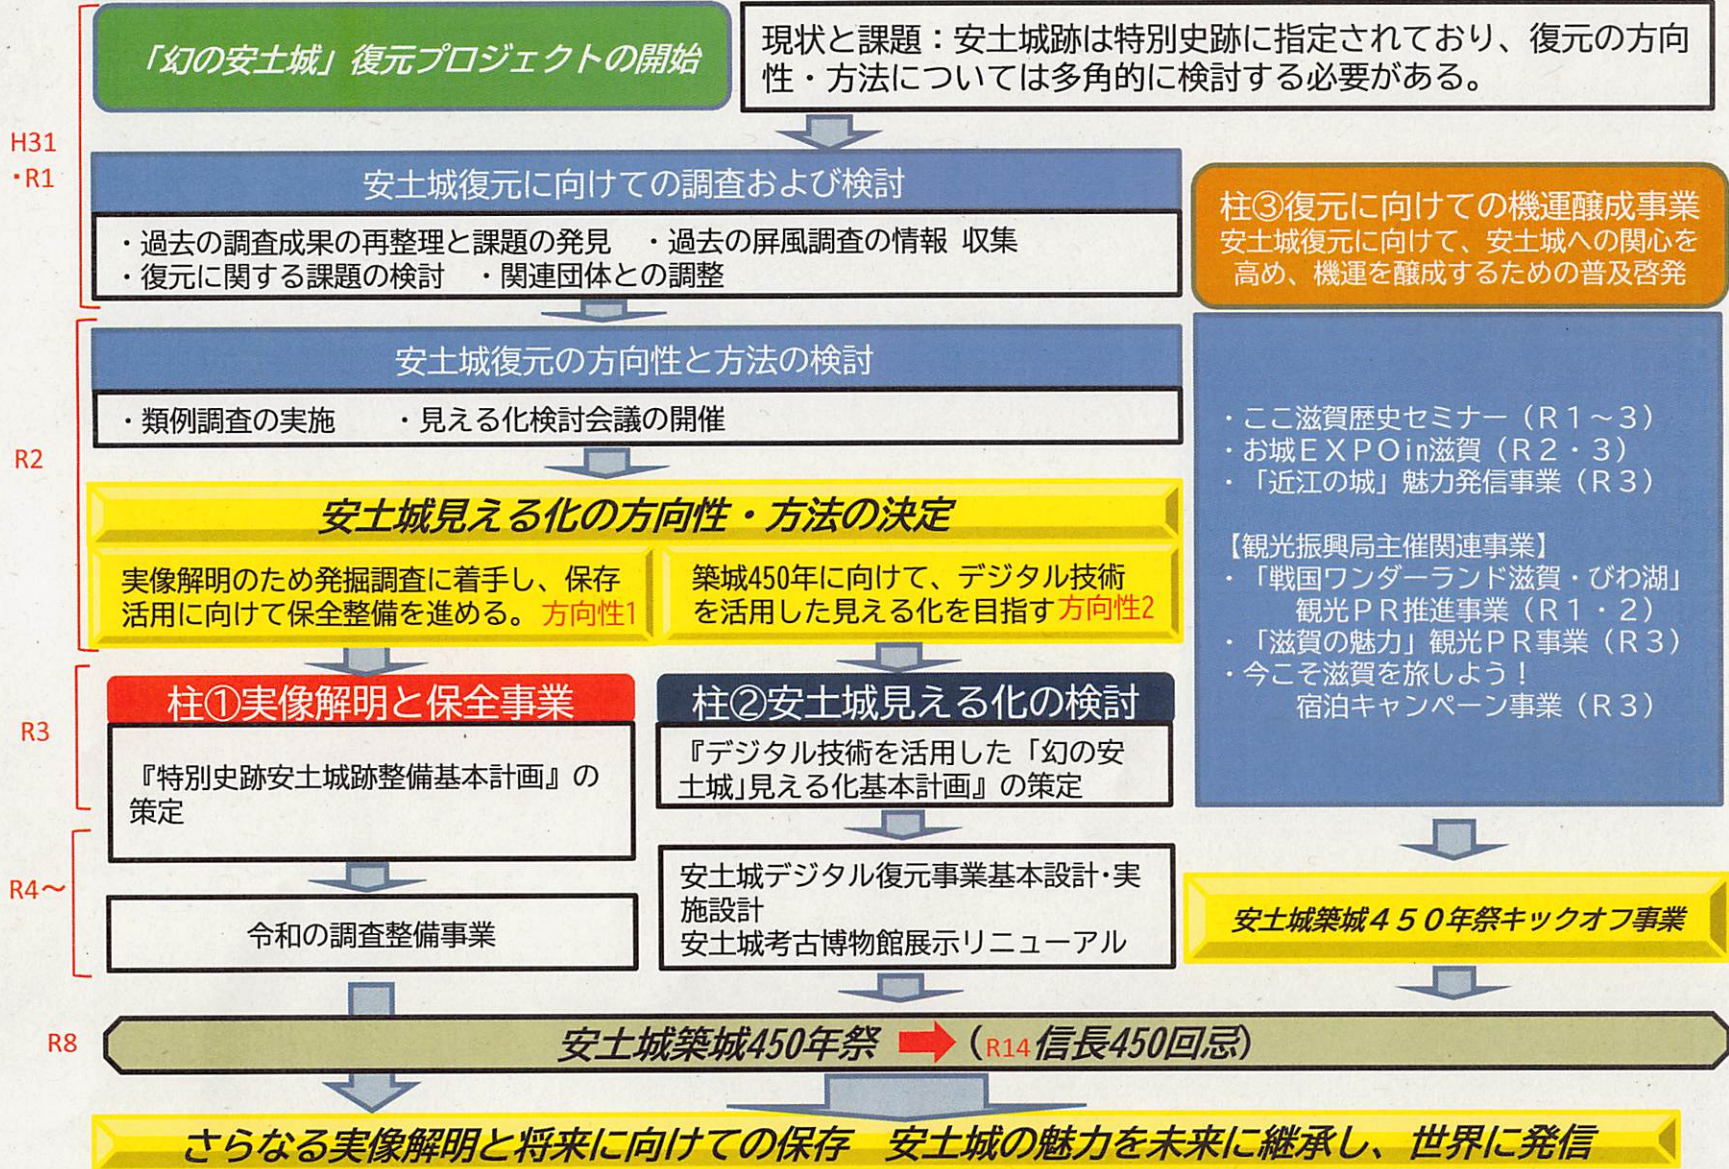 「幻の安土城」復元プロジェクトの開始
現状と課題：安土城跡は特別史跡に指定されており、復元の方向
性・方法については多角的に検討する必要がある。
H31
・R1
安土城復元に向けての調査および検討
・過去の調査成果の再整理と課題の発見　・過去の屏風調査の情報 収集
・復元に関する課題の検討　・関連団体との調整
R2
安土城復元の方向性と方法の検討
・類例調査の実施　　・見える化検討会議の開催
安土城見える化の方向性・方法の決定
実像解明のため発掘調査に着手し、保存
活用に向けて保全整備を進める。方向性1
築城450年に向けて、デジタル技術
を活用した見える化を目指す方向性2
R3
柱①実像解明と保全事業
『特別史跡安土城跡整備基本計画』の
策定
柱②安土城見える化の検討
『デジタル技術を活用した「幻の安
土城」見える化基本計画』の策定
R4～
令和の調査整備事業
安土城デジタル復元事業基本設計・実
施設計
安土城考古博物館展示リニューアル
柱③復元に向けての機運醸成事業
安土城復元に向けて、安土城への関心を
高め、機運を醸成するための普及啓発
・ここ滋賀歴史セミナー（R１～３）
・お城ＥＸＰＯin滋賀（R２・３）
・「近江の城」魅力発信事業（R３）
【観光振興局主催関連事業】
・「戦国ワンダーランド滋賀・びわ湖」
観光ＰＲ推進事業（R１・２）
・「滋賀の魅力」観光ＰＲ事業（R３）
・今こそ滋賀を旅しよう！
宿泊キャンペーン事業（R３）
安土城築城４５０年祭キックオフ事業
R8
安土城築城450年祭　（R14信長450回忌）
さらなる実像解明と将来に向けての保存　安土城の魅力を未来に継承し、世界に発信